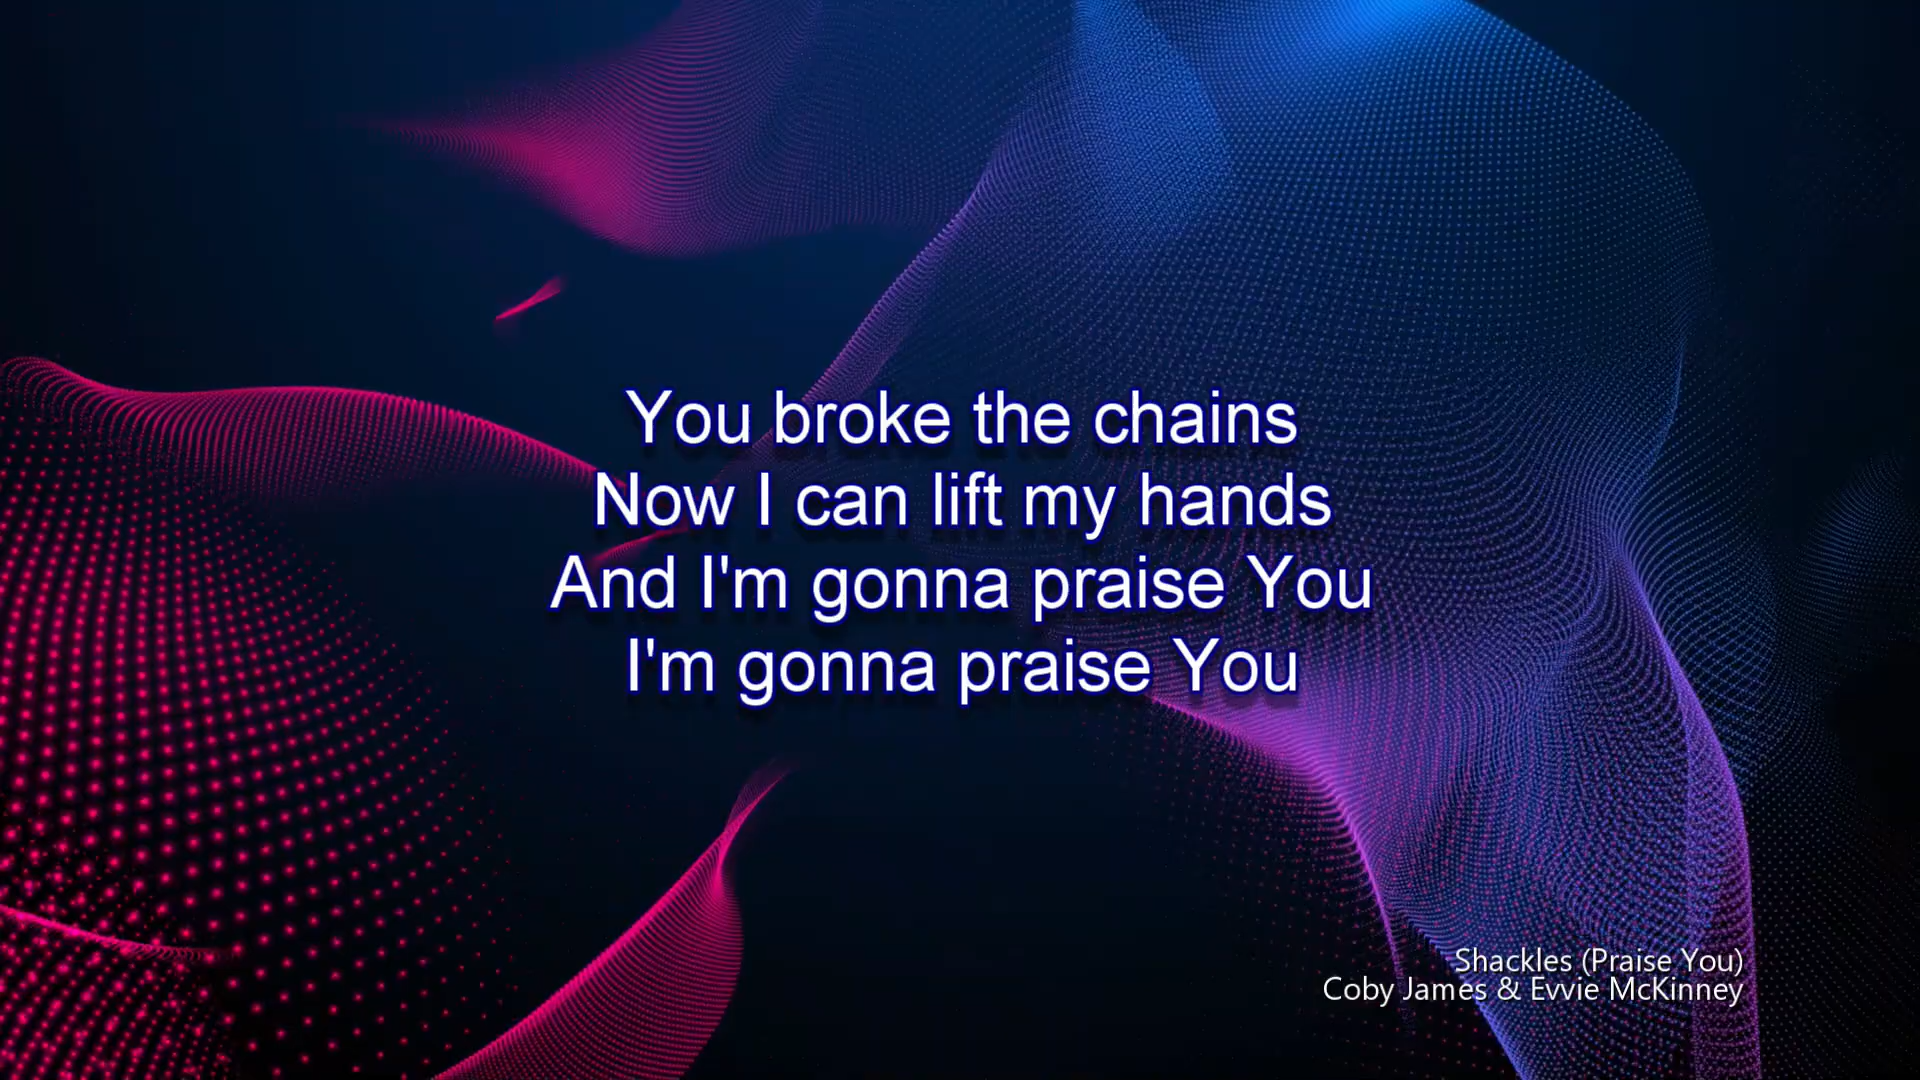 You broke the chains
Now I can lift my hands
And I'm gonna praise You
I'm gonna praise You
Shackles (Praise You)
Coby James & Evvie McKinney